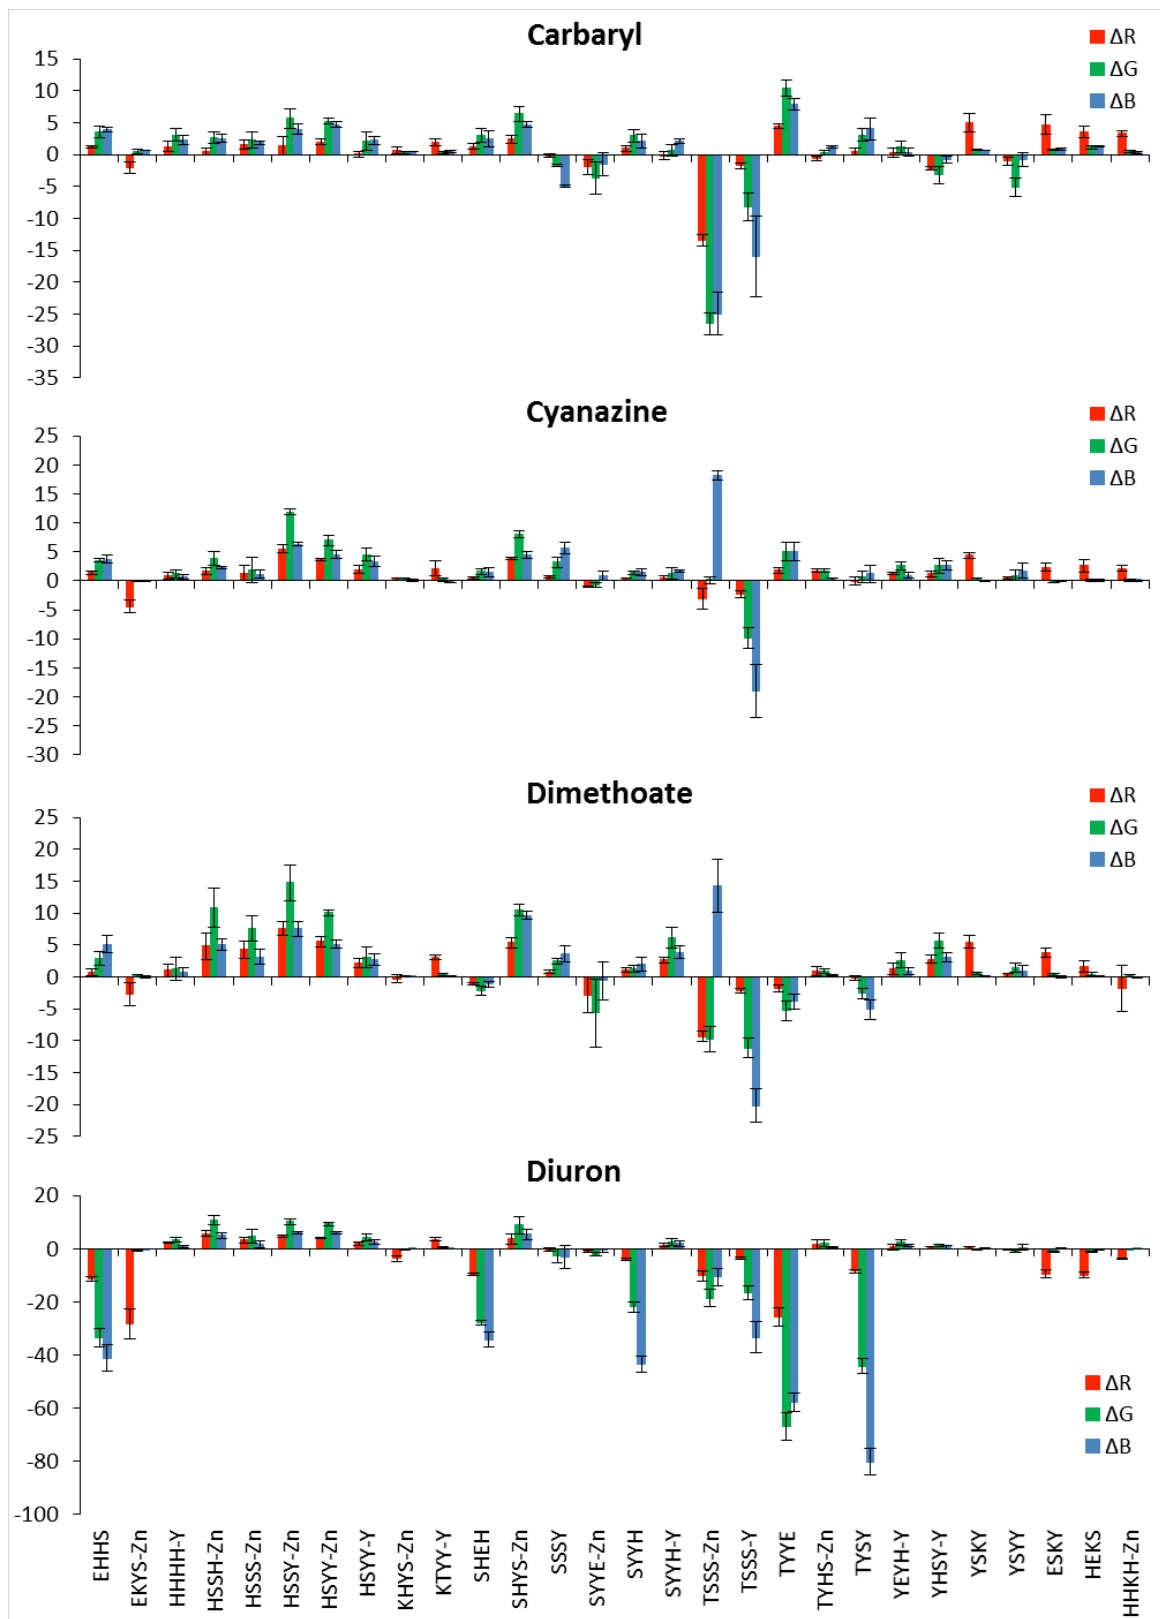 Carbaryl
15
10
5
0
-5
-10
-15
-20
-25
-30
-35
ΔR
ΔG
ΔB
Cyanazine
25
20
15
10
5
0
-5
-10
-15
-20
-25
-30
ΔR
ΔG
ΔB
Dimethoate
25
20
15
10
5
0
-5
-10
-15
-20
-25
ΔR
ΔG
ΔB
Diuron
20
0
-20
-40
-60
-80
-100
ΔR
ΔG
ΔB
EHHS
EKYS-Zn
HHHH-Y
HSSH-Zn
HSSS-Zn
HSSY-Zn
HSYY-Zn
HSYY-Y
KHYS-Zn
KTYY-Y
SHEH
SHYS-Zn
SSSY
SYYE-Zn
SYYH
SYYH-Y
TSSS-Zn
TSSS-Y
TYYE
TYHS-Zn
TYSY
YEYH-Y
YHSY-Y
YSKY
YSYY
ESKY
HEKS
HHKH-Zn